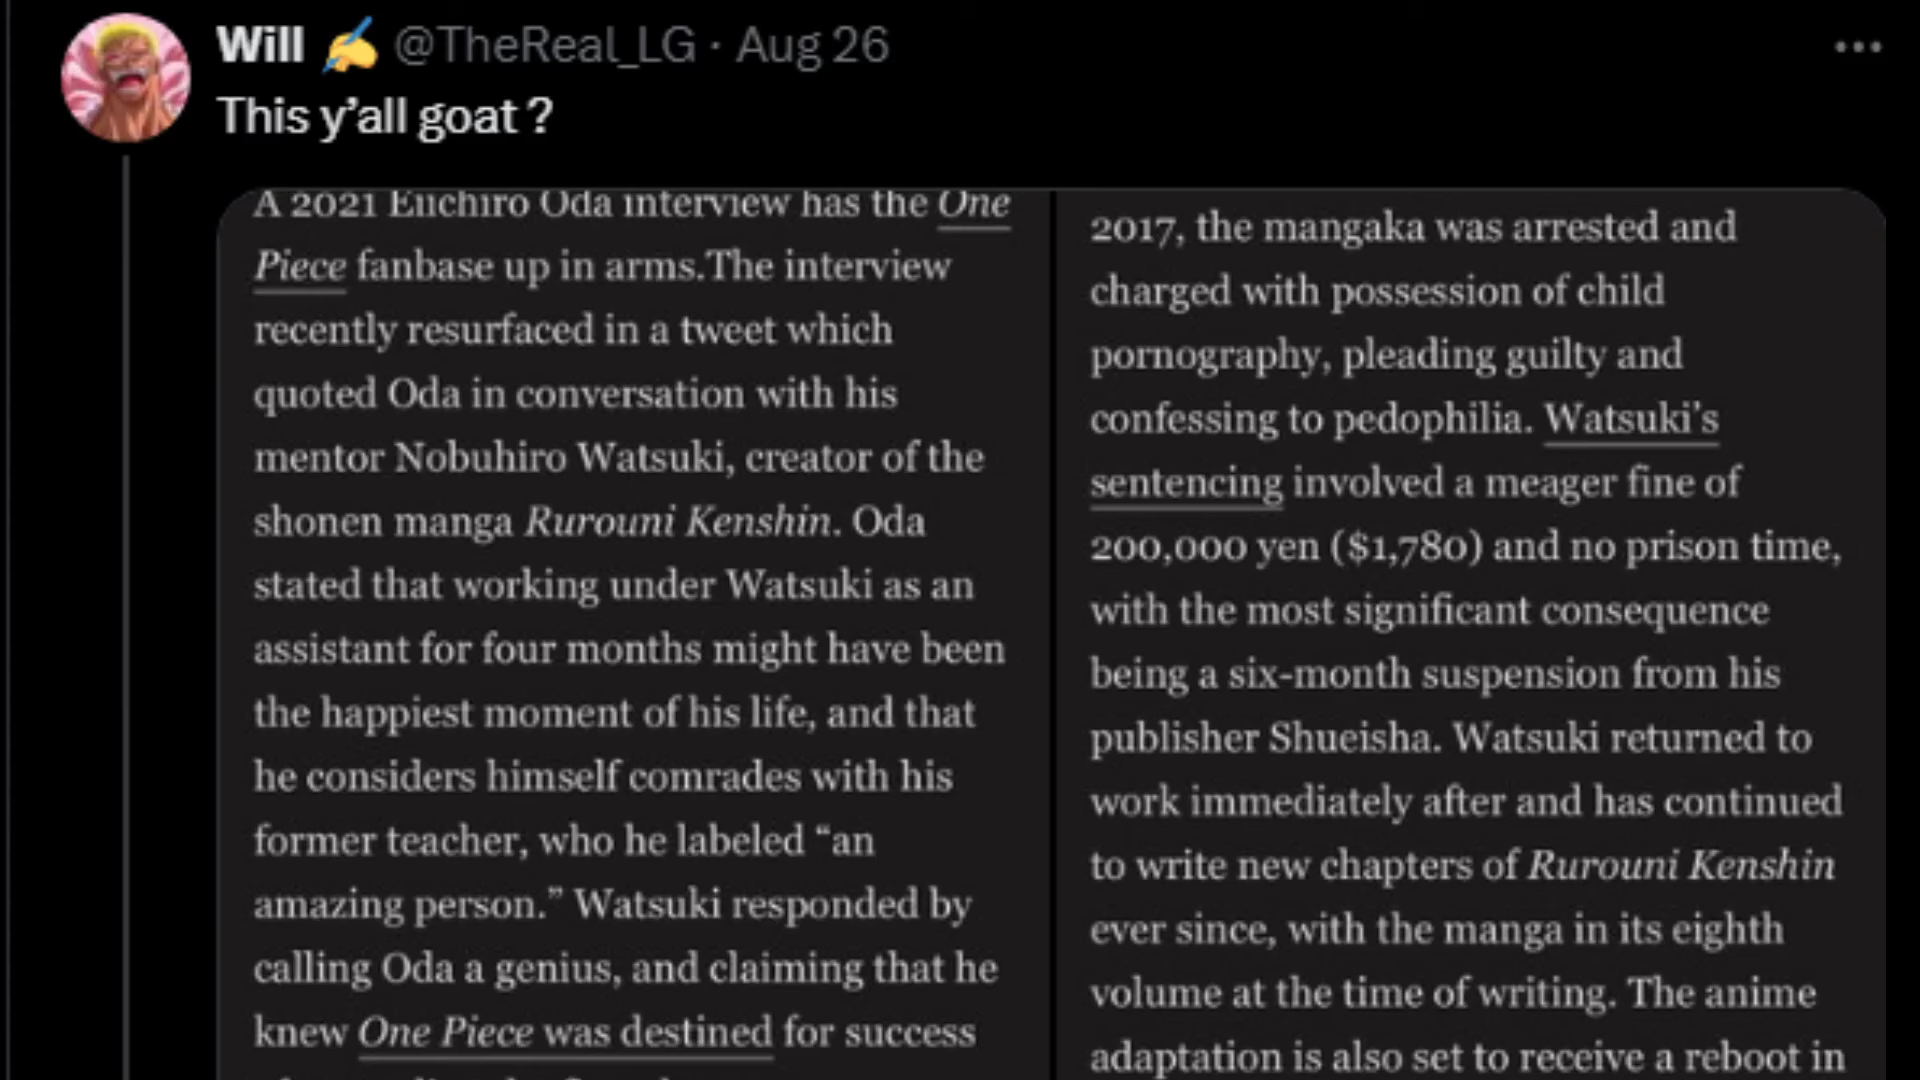 Will ✍️ @TheReal_LG · Aug 26
This y’all goat ?
A 2021 Eiichiro Oda interview has the One
Piece fanbase up in arms.The interview
recently resurfaced in a tweet which
quoted Oda in conversation with his
mentor Nobuhiro Watsuki, creator of the
shonen manga Rurouni Kenshin. Oda
stated that working under Watsuki as an
assistant for four months might have been
the happiest moment of his life, and that
he considers himself comrades with his
former teacher, who he labeled “an
amazing person.” Watsuki responded by
calling Oda a genius, and claiming that he
knew One Piece was destined for success
2017, the mangaka was arrested and
charged with possession of child
pornography, pleading guilty and
confessing to pedophilia. Watsuki's
sentencing involved a meager fine of
200,000 yen ($1,780) and no prison time,
with the most significant consequence
being a six-month suspension from his
publisher Shueisha. Watsuki returned to
work immediately after and has continued
to write new chapters of Rurouni Kenshin
ever since, with the manga in its eighth
volume at the time of writing. The anime
adaptation is also set to receive a reboot in